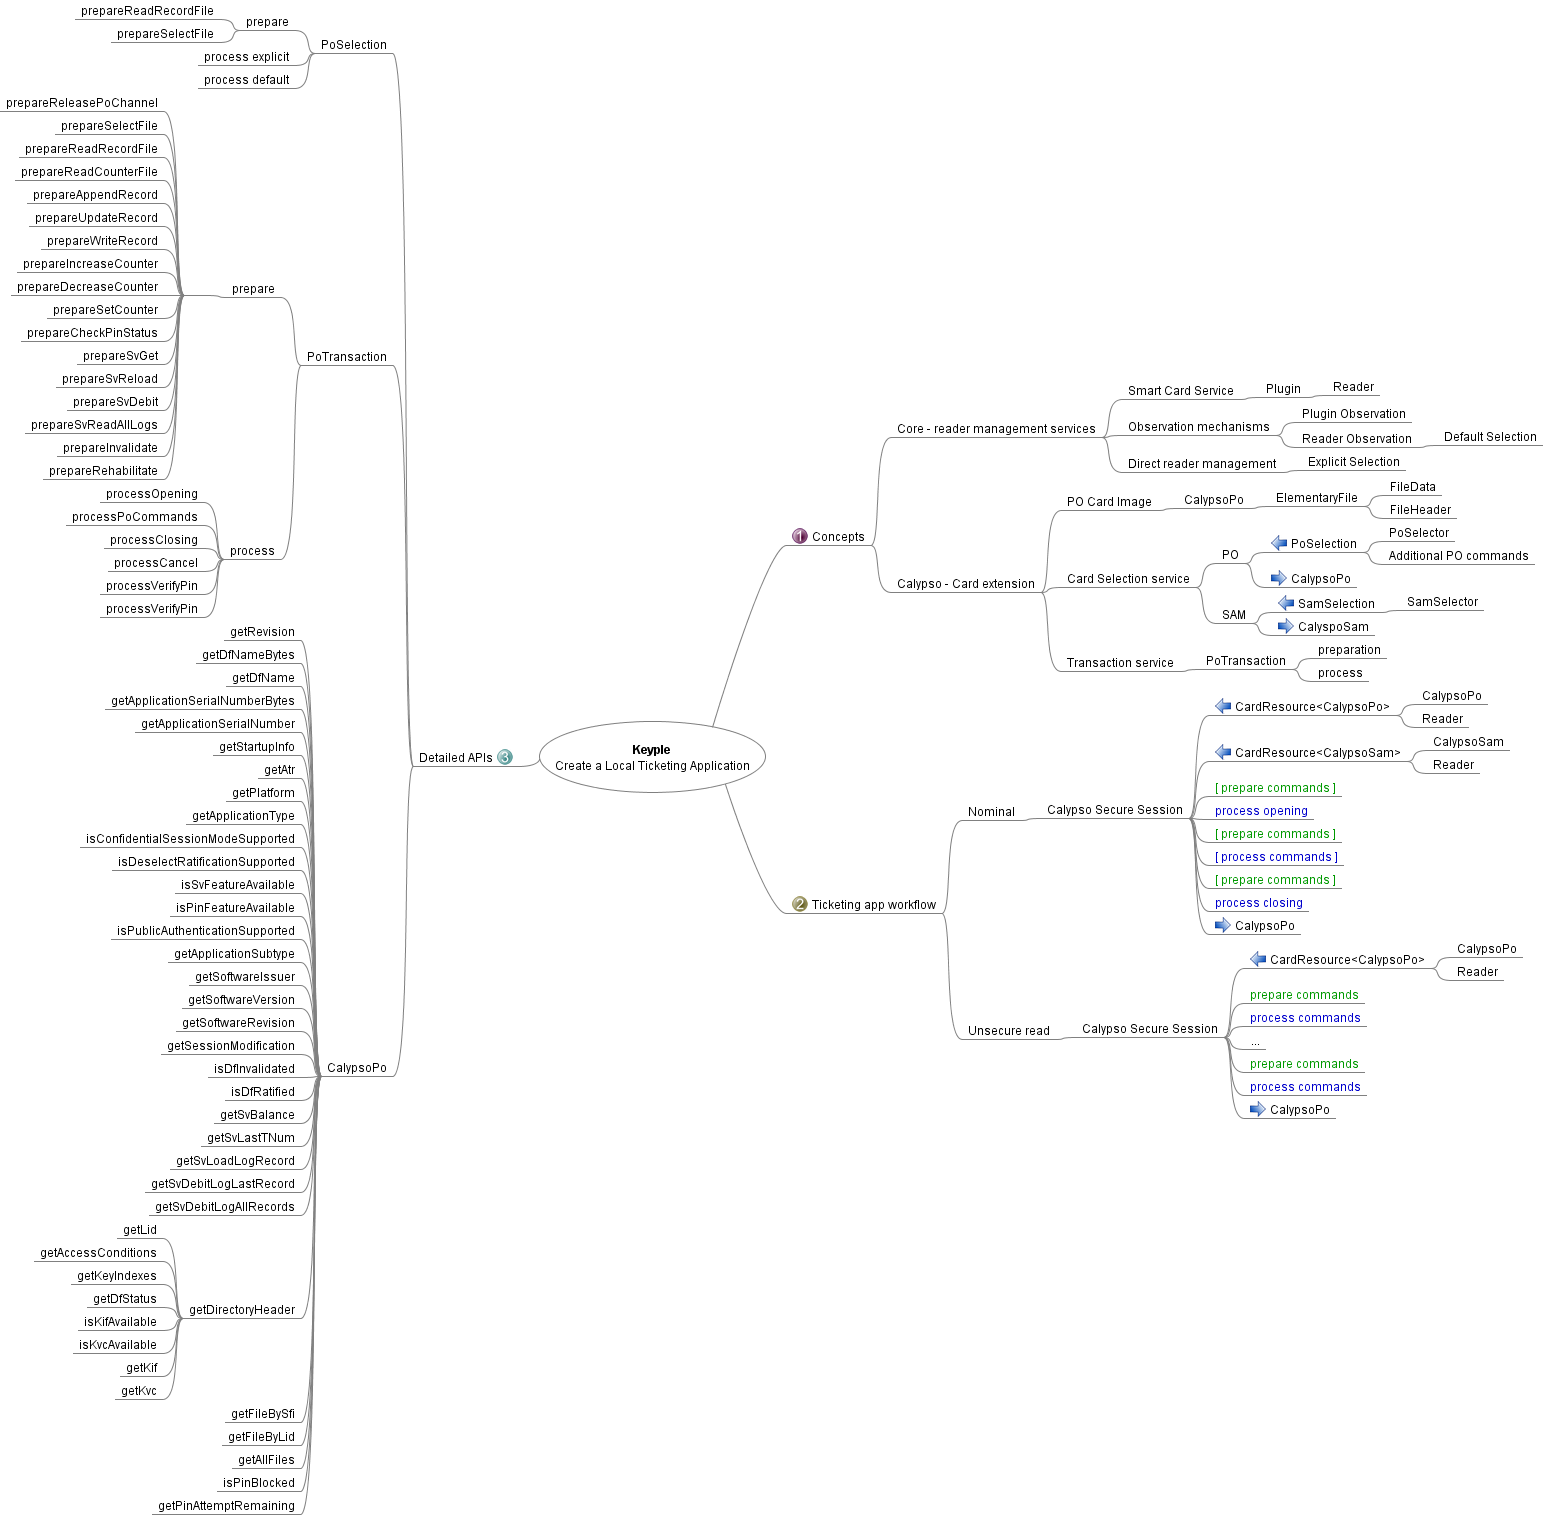 Keyple
Create a Local Ticketing Application
1 Concepts
Core - reader management services
Smart Card Service
Plugin
Reader
Observation mechanisms
Plugin Observation
Reader Observation
Default Selection
Direct reader management
Explicit Selection
Calypso - Card extension
PO Card Image
CalypsoPo
ElementaryFile
FileData
FileHeader
Card Selection service
PO
PoSelection
PoSelector
Additional PO commands
CalypsoPo
SAM
SamSelection
SamSelector
CalyspoSam
Transaction service
PoTransaction
preparation
process
2 Ticketing app workflow
Nominal
Calypso Secure Session
CardResource<CalypsoPo>
CalypsoPo
Reader
CardResource<CalypsoSam>
CalypsoSam
Reader
[ prepare commands ]
process opening
[ prepare commands ]
[ process commands ]
[ prepare commands ]
process closing
CalypsoPo
Unsecure read
Calypso Secure Session
CardResource<CalypsoPo>
CalypsoPo
Reader
prepare commands
process commands
...
prepare commands
process commands
CalypsoPo
Detailed APIs 3
PoSelection
prepare
prepareReadRecordFile
prepareSelectFile
process explicit
process default
PoTransaction
prepare
prepareReleasePoChannel
prepareSelectFile
prepareReadRecordFile
prepareReadCounterFile
prepareAppendRecord
prepareUpdateRecord
prepareWriteRecord
prepareIncreaseCounter
prepareDecreaseCounter
prepareSetCounter
prepareCheckPinStatus
prepareSvGet
prepareSvReload
prepareSvDebit
prepareSvReadAllLogs
prepareInvalidate
prepareRehabilitate
process
processOpening
processPoCommands
processClosing
processCancel
processVerifyPin
processVerifyPin
CalypsoPo
getRevision
getDfNameBytes
getDfName
getApplicationSerialNumberBytes
getApplicationSerialNumber
getStartupInfo
getAtr
getPlatform
getApplicationType
isConfidentialSessionModeSupported
isDeselectRatificationSupported
isSvFeatureAvailable
isPinFeatureAvailable
isPublicAuthenticationSupported
getApplicationSubtype
getSoftwareIssuer
getSoftwareVersion
getSoftwareRevision
getSessionModification
isDfInvalidated
isDfRatified
getSvBalance
getSvLastTNum
getSvLoadLogRecord
getSvDebitLogLastRecord
getSvDebitLogAllRecords
getDirectoryHeader
getLid
getAccessConditions
getKeyIndexes
getDfStatus
isKifAvailable
isKvcAvailable
getKif
getKvc
getFileBySfi
getFileByLid
getAllFiles
isPinBlocked
getPinAttemptRemaining